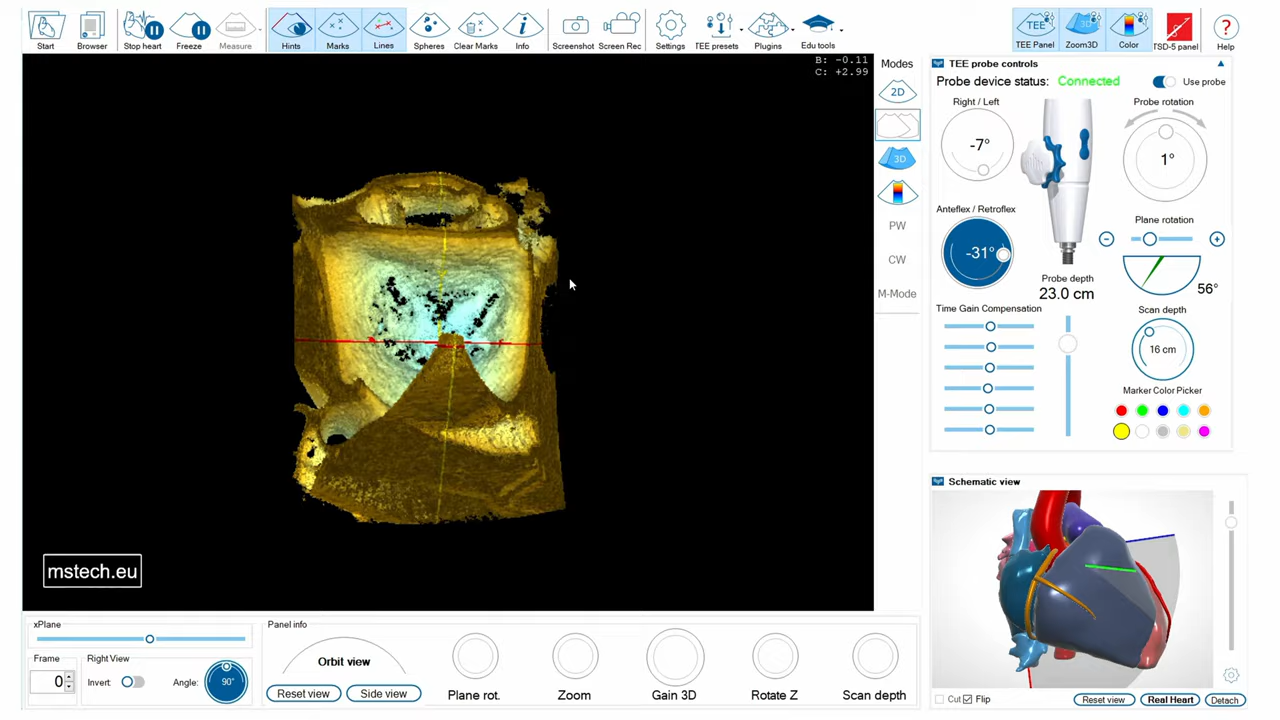 Start
Browser
Stop heart
Freeze
Measure
Hints
Marks
Lines
Spheres
Clear Marks
Info
Screenshot
Screen Rec
Settings
TEE presets
Plugins
Edu tools
TEE Panel
Zoom3D
Color
TSD-5 panel
Help
B: -0.11
C: +2.99
Modes
2D
3D
PW
CW
M-Mode
TEE probe controls
Probe device status: Connected
Use probe
Right / Left
-7°
Probe rotation
1°
Anteflex / Retroflex
-31°
Plane rotation
56°
Probe depth
23.0 cm
Time Gain Compensation
Scan depth
16 cm
Marker Color Picker
Schematic view
Cut
Flip
Reset view
Real Heart
Detach
mstech.eu
xPlane
Frame
0
Right View
Invert:
Angle:
90°
Panel info
Orbit view
Reset view
Side view
Plane rot.
Zoom
Gain 3D
Rotate Z
Scan depth